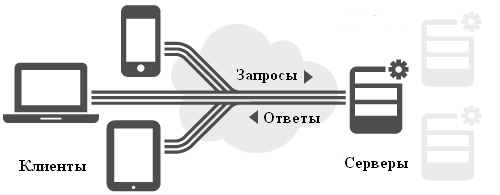 Запросы
Ответы
Клиенты
Серверы